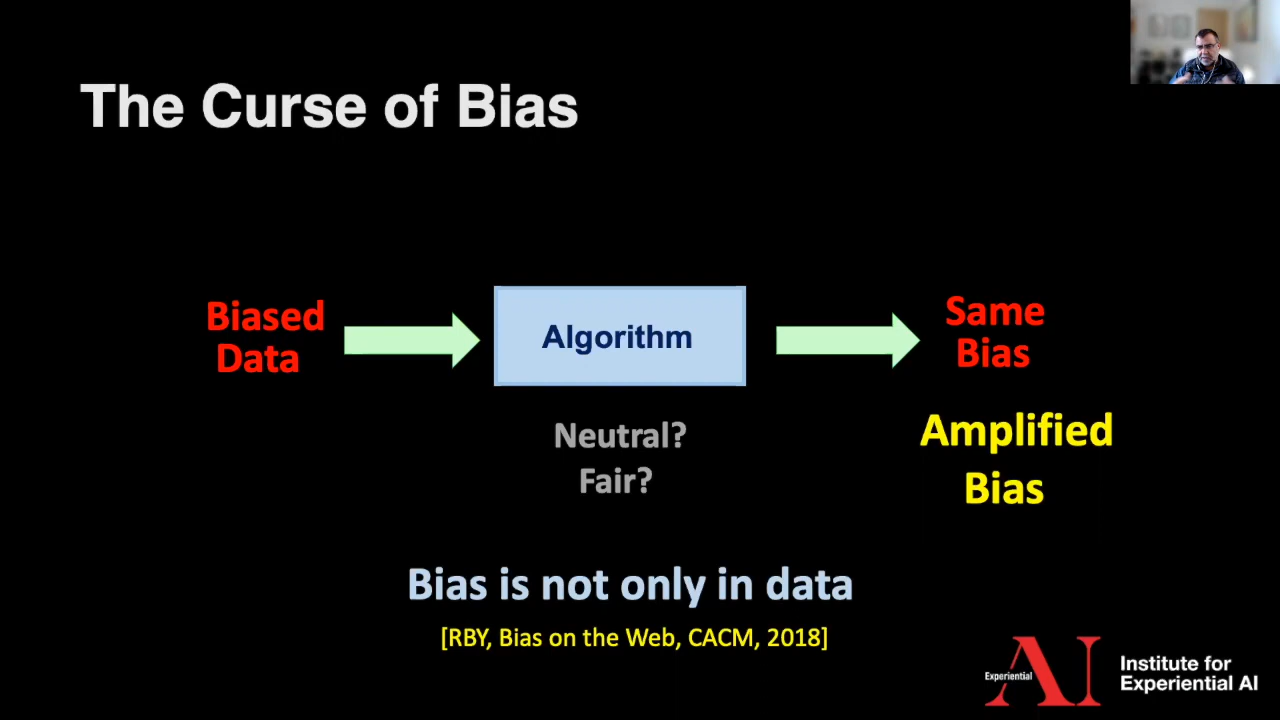 The Curse of Bias
Biased
Data
Algorithm
Same
Bias
Neutral?
Fair?
Amplified
Bias
Bias is not only in data
[RBY, Bias on the Web, CACM, 2018]
Experiential
AI
Institute for
Experiential AI